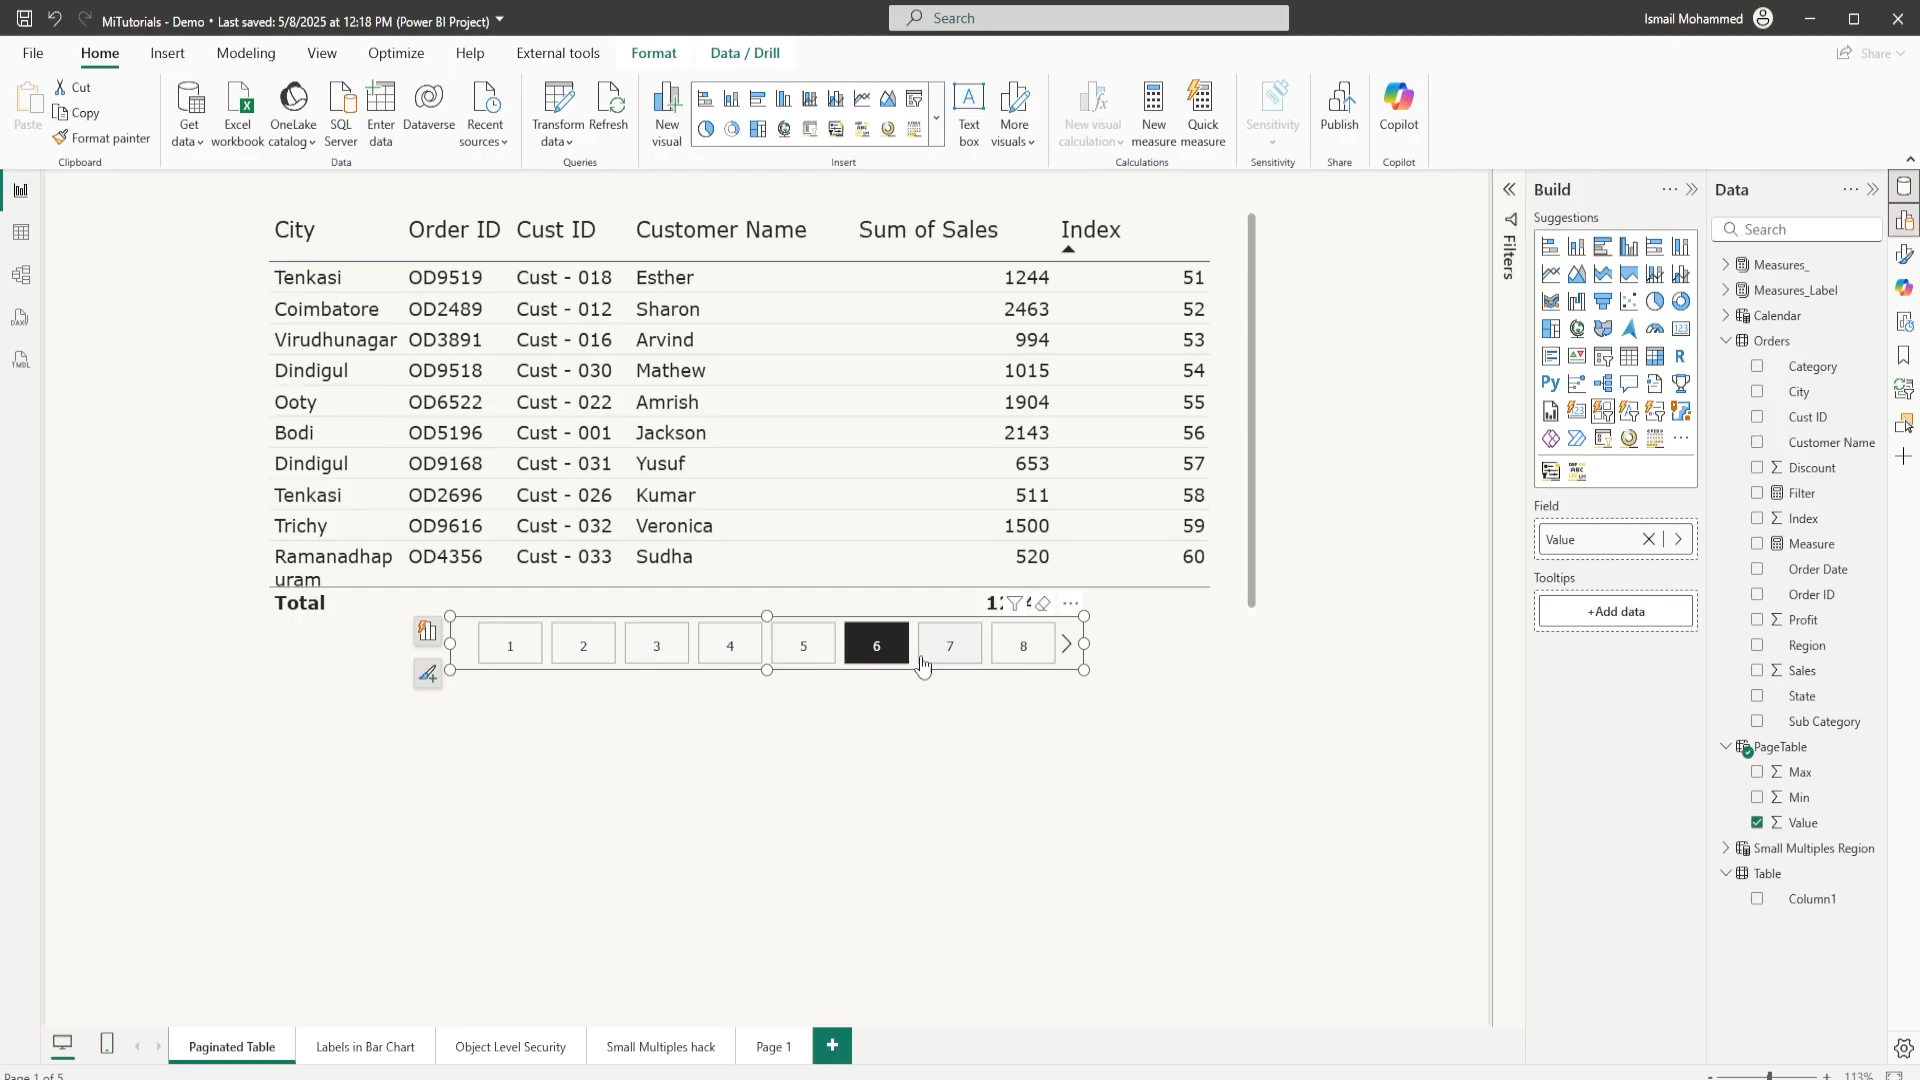 MiTutorials - Demo • Last saved: 5/8/2025 at 12:18 PM (Power BI Project)
Search
Ismail Mohammed
File Home Insert Modeling View Optimize Help External tools Format Data / Drill
Share
Paste
Cut
Copy
Format painter
Clipboard
Get data
Excel workbook
OneLake catalog
SQL Server
Enter data
Dataverse
Recent sources
Data
Transform data
Refresh
Queries
New visual
Insert
Text box
More visuals
New visual calculation
New measure
Quick measure
Calculations
Sensitivity
Sensitivity
Publish
Share
Copilot
Copilot
DAX
TMDL
City Order ID Cust ID Customer Name Sum of Sales Index
Tenkasi OD9519 Cust - 018 Esther 1244 51
Coimbatore OD2489 Cust - 012 Sharon 2463 52
Virudhunagar OD3891 Cust - 016 Arvind 994 53
Dindigul OD9518 Cust - 030 Mathew 1015 54
Ooty OD6522 Cust - 022 Amrish 1904 55
Bodi OD5196 Cust - 001 Jackson 2143 56
Dindigul OD9168 Cust - 031 Yusuf 653 57
Tenkasi OD2696 Cust - 026 Kumar 511 58
Trichy OD9616 Cust - 032 Veronica 1500 59
Ramanadhap OD4356 Cust - 033 Sudha 520 60
uram
Total
1 2 3 4 5 6 7 8
Filters
Build
Suggestions
123
R
Py
Field
Value
Tooltips
+Add data
Data
Search
Measures_
Measures_Label
Calendar
Orders
Category
City
Cust ID
Customer Name
Discount
Filter
Index
Measure
Order Date
Order ID
Profit
Region
Sales
State
Sub Category
PageTable
Max
Min
Value
Small Multiples Region
Table
Column1
Paginated Table
Labels in Bar Chart
Object Level Security
Small Multiples hack
Page 1
+
Page 1 of 5
- + 113%